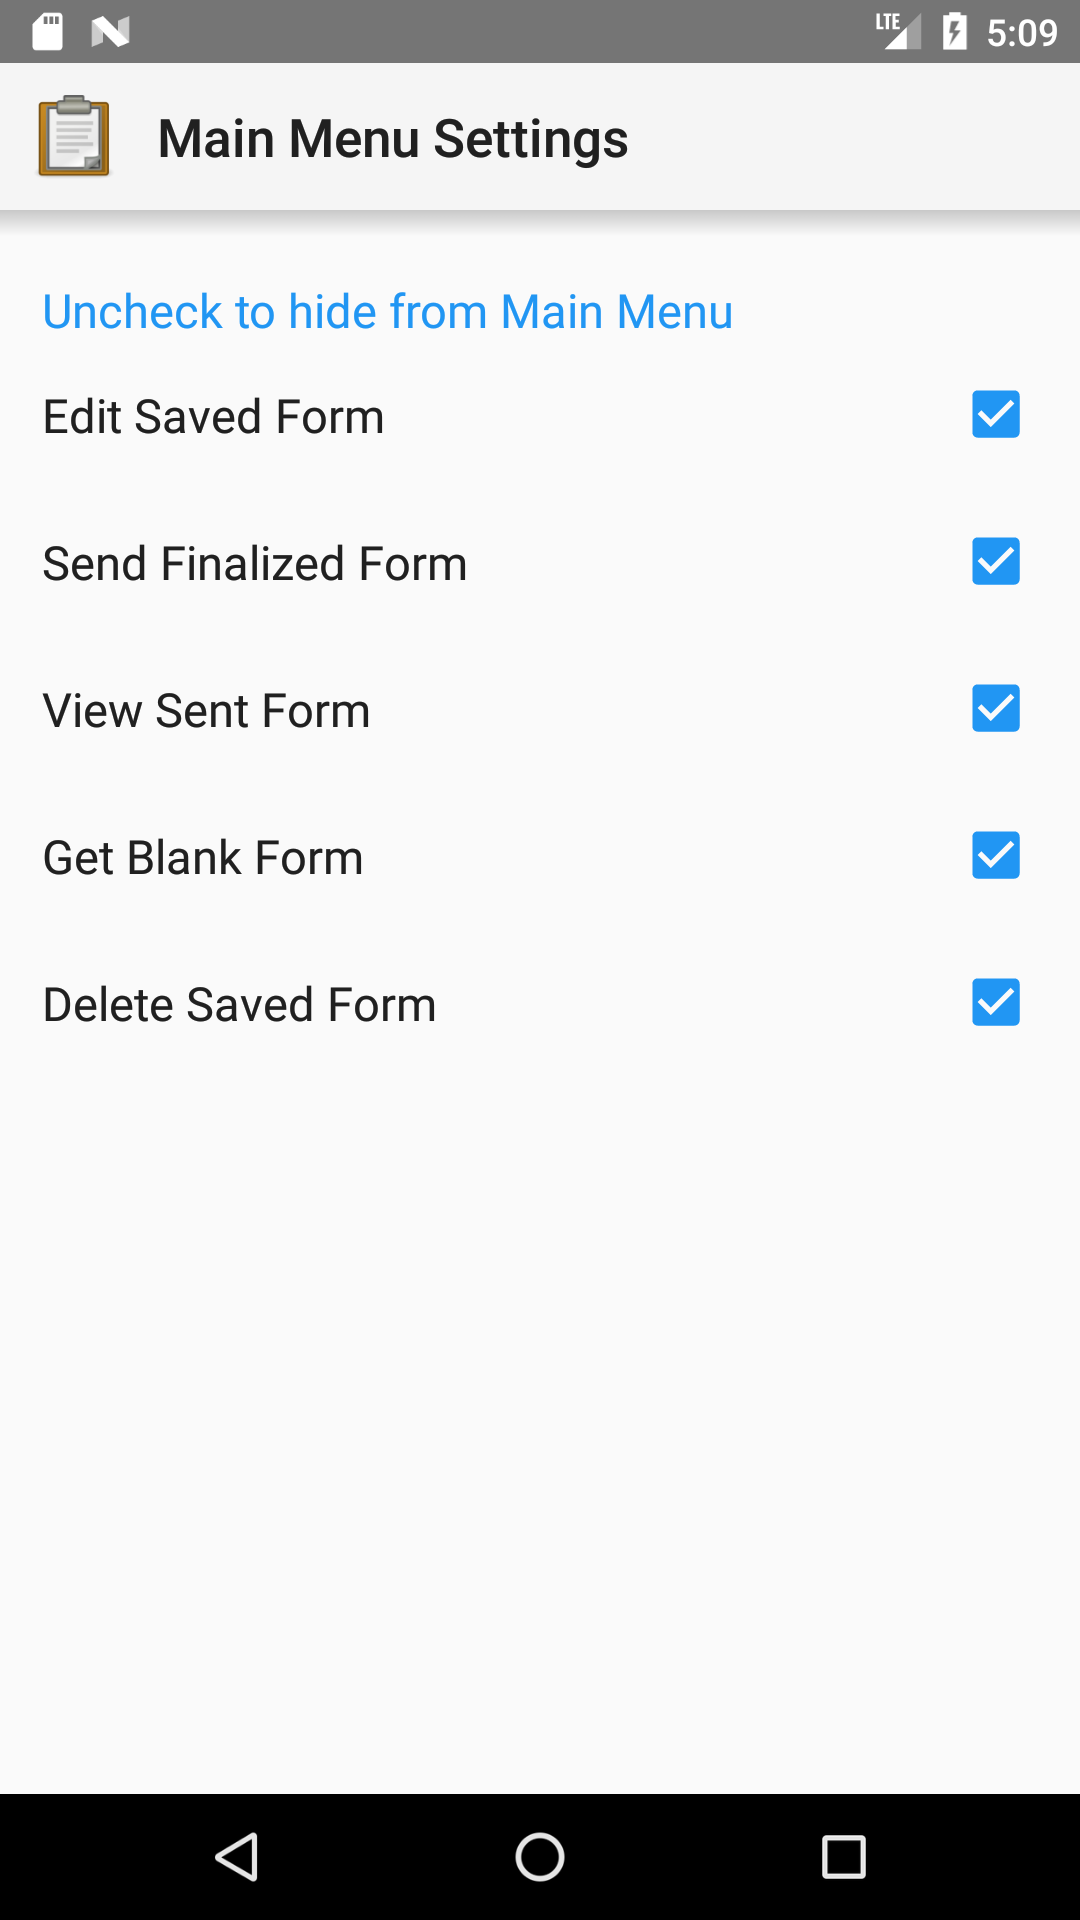 LTE 5:09
Main Menu Settings
Uncheck to hide from Main Menu
Edit Saved Form
Send Finalized Form
View Sent Form
Get Blank Form
Delete Saved Form